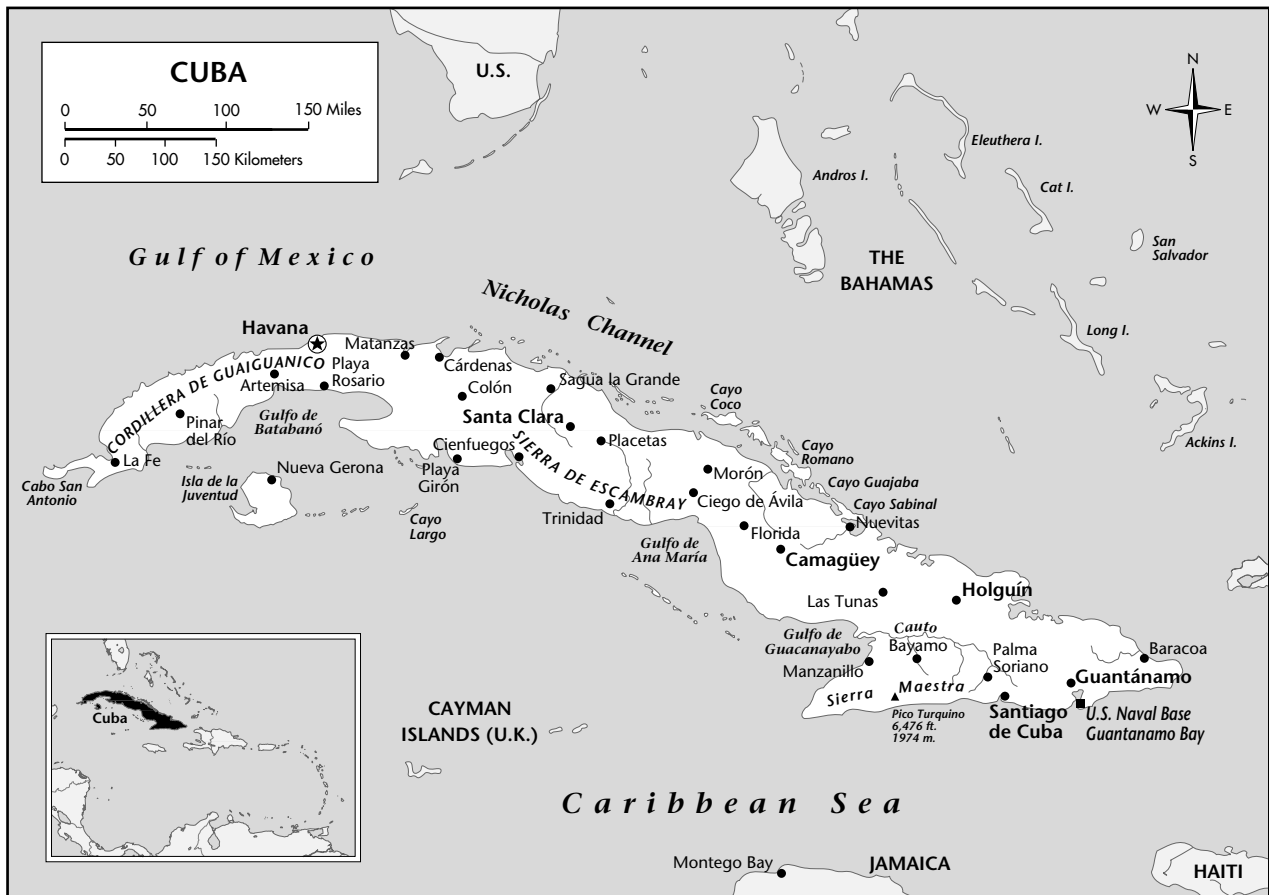 CUBA
0 50 100 150 Miles
0 50 100 150 Kilometers
U.S.
N
W E
S
Eleuthera I.
Andros I.
Cat I.
San
Salvador
THE
BAHAMAS
Long I.
Ackins I.
Gulf of Mexico
Nicholas Channel
Havana
Matanzas
Cárdenas
Playa
Rosario
CORDILLERA DE GUAIGUANICO
Artemisa
Colón
Sagua la Grande
Cayo
Coco
Gulfo de
Batabanó
Pinar
del Río
Santa Clara
Placetas
Cienfuegos
SIERRA DE ESCAMBRAY
Cayo
Romano
La Fe
Nueva Gerona
Playa
Girón
Morón
Cayo Guajaba
Cabo San
Antonio
Isla de la
Juventud
Ciego de Ávila
Cayo Sabinal
Cayo
Largo
Trinidad
Nuevitas
Florida
Gulfo de
Ana María
Camagüey
Las Tunas
Holguín
Cauto
Gulfo de
Guacanayabo
Bayamo
Manzanillo
Palma
Soriano
Baracoa
Guantánamo
Sierra Maestra
Pico Turquino
6,476 ft.
1974 m.
Santiago
de Cuba
U.S. Naval Base
Guantanamo Bay
Cuba
CAYMAN
ISLANDS (U.K.)
Caribbean Sea
Montego Bay
JAMAICA
HAITI